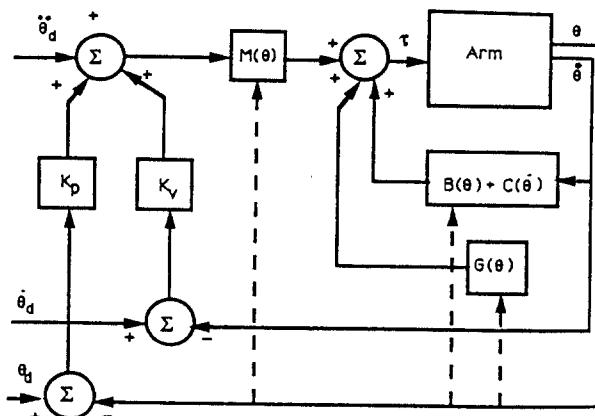 +
θ̈d
Σ
+
+
M(θ)
+
+
Σ
+
τ
Arm
θ
θ̇
Kp
Kv
B(θ) + C(θ̇)
G(θ)
θ̇d
+
Σ
−
θd
+
Σ
−